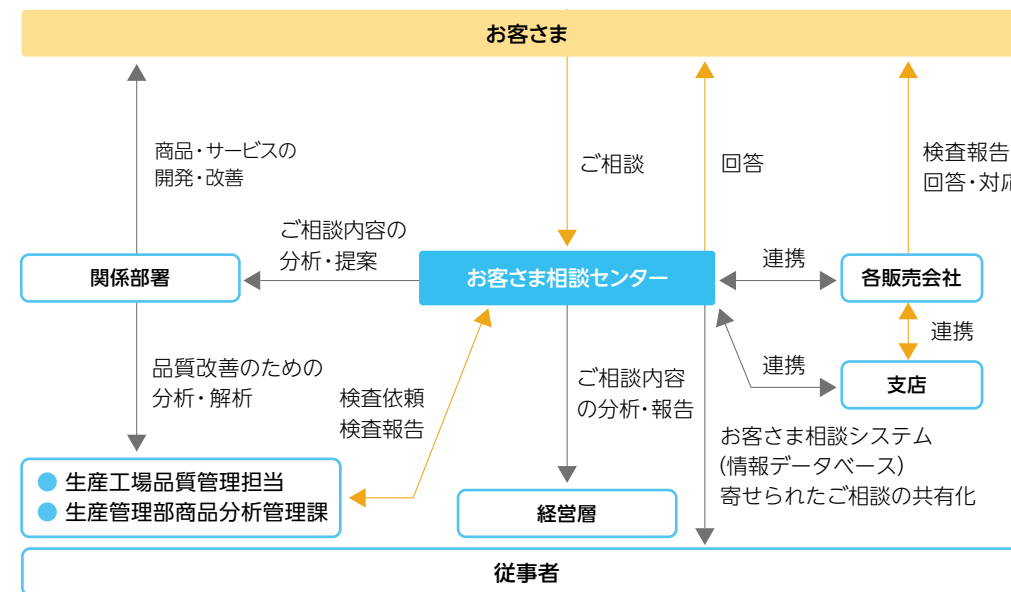 お客さま
商品・サービスの
開発・改善
ご相談
回答
検査報告
回答・対応
ご相談内容の
分析・提案
関係部署
お客さま相談センター
連携
各販売会社
連携
支店
連携
品質改善のための
分析・解析
検査依頼
検査報告
ご相談内容
の分析・報告
お客さま相談システム
(情報データベース)
寄せられたご相談の共有化
生産工場品質管理担当
生産管理部商品分析管理課
経営層
従事者